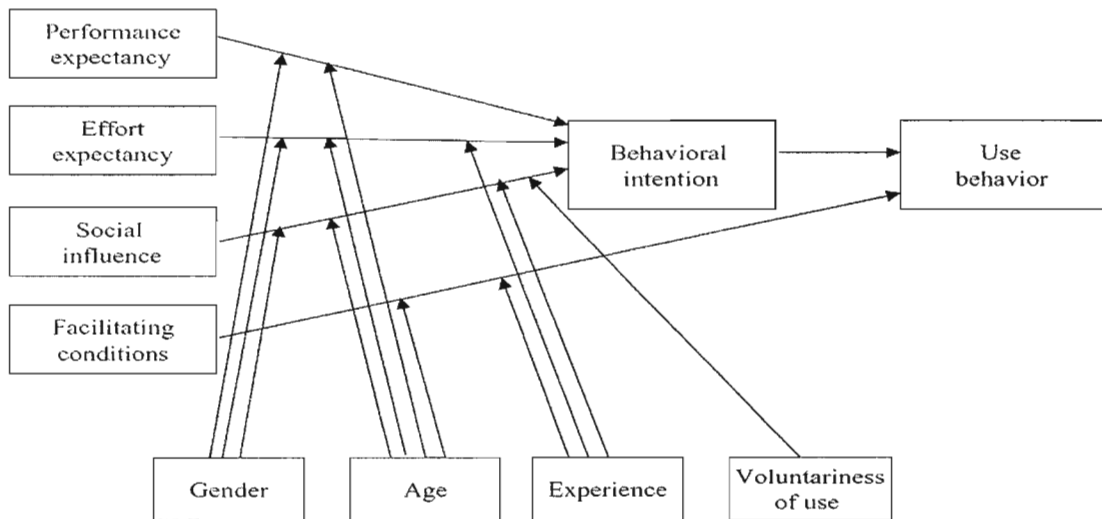 Performance
expectancy
Effort
expectancy
Social
influence
Facilitating
conditions
Behavioral
intention
Use
behavior
Gender
Age
Experience
Voluntariness
of use